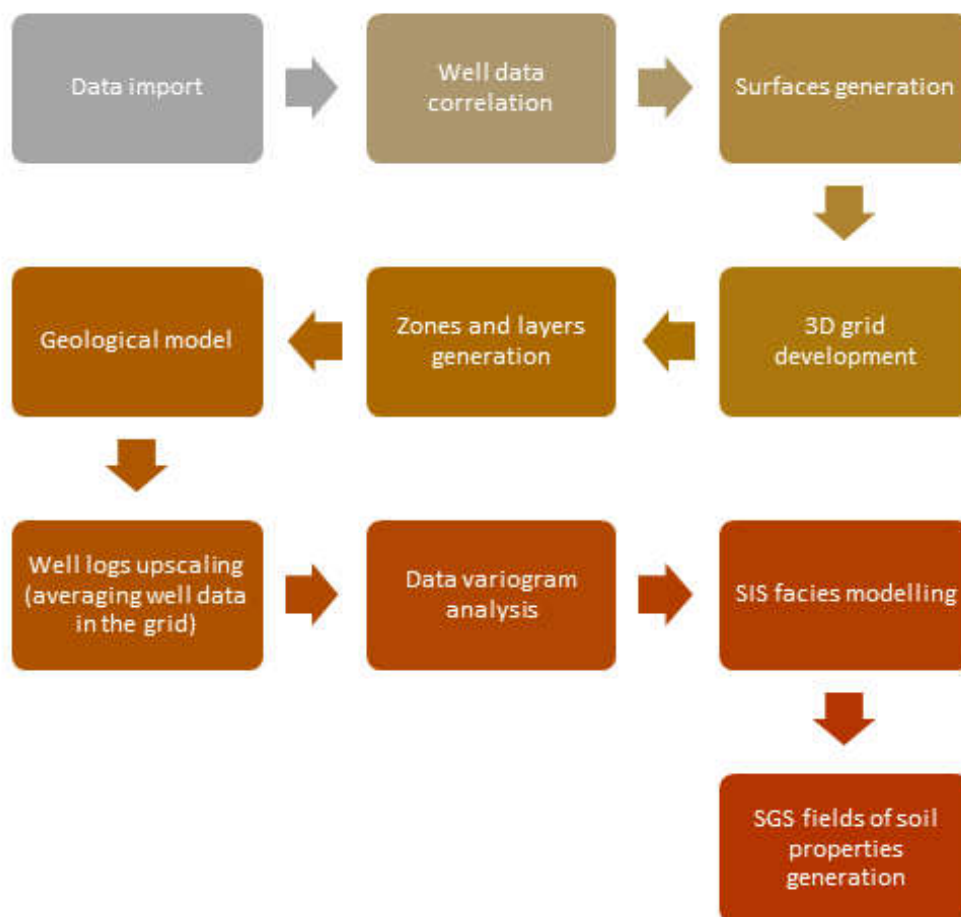 Data import
Well data
correlation
Surfaces generation
3D grid
development
Zones and layers
generation
Geological model
Well logs upscaling
(averaging well data
in the grid)
Data variogram
analysis
SIS facies modelling
SGS fields of soil
properties
generation